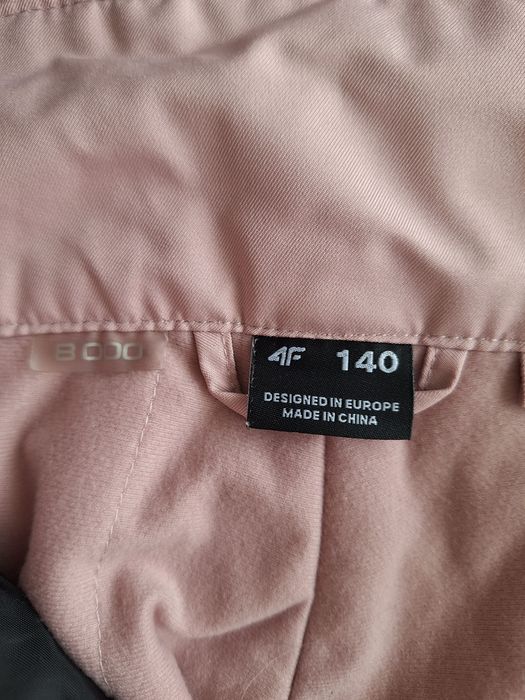 8 000
4F 140
DESIGNED IN EUROPE
MADE IN CHINA